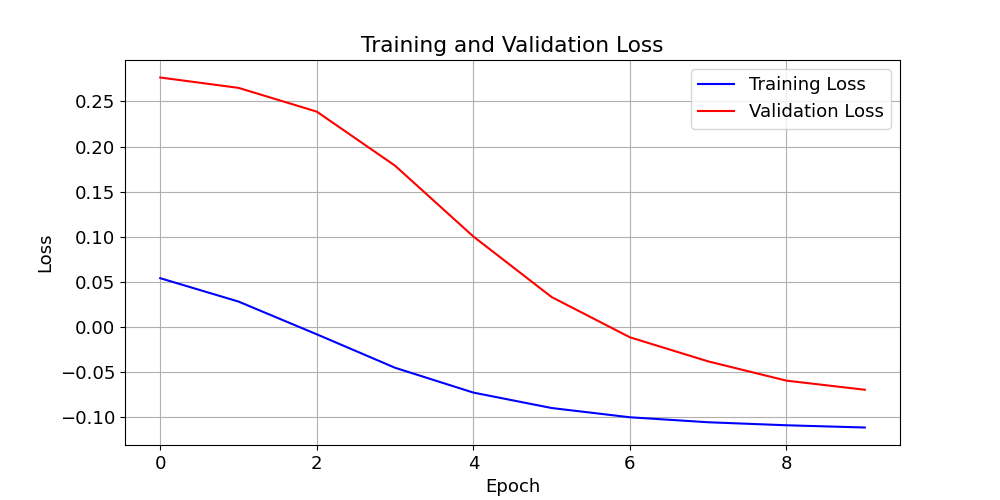 Training and Validation Loss
Training Loss
Validation Loss
0.25
0.20
0.15
0.10
0.05
0.00
−0.05
−0.10
Loss
0 2 4 6 8
Epoch